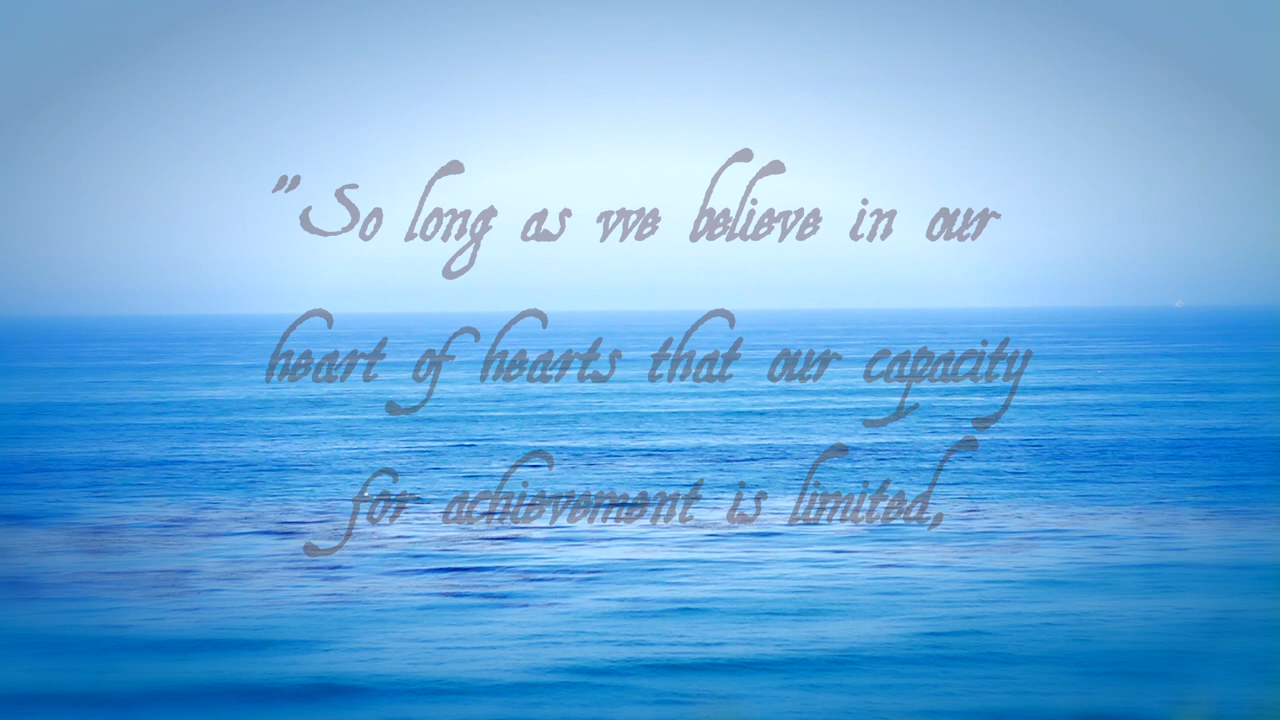 "So long as we believe in our
heart of hearts that our capacity
for achievement is limited,